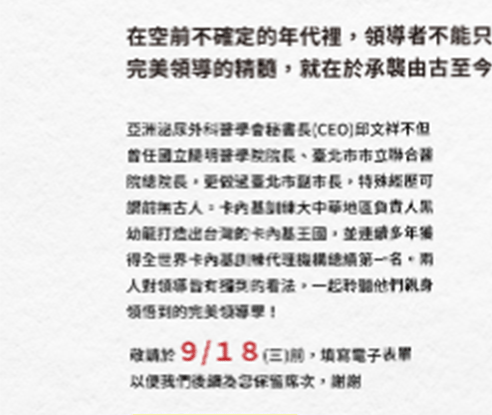 在空前不確定的年代裡，領導者不能只
完美領導的精髓，就在於承襲由古至今
亞洲泌尿外科醫學會秘書長(CEO)邱文祥不但
曾任國立陽明醫學院院長、臺北市市立聯合醫
院總院長，更做過臺北市副市長，特殊經歷可
謂前無古人。卡內基訓練大中華地區負責人黑
幼龍打造出台灣的卡內基王國，並連續多年獲
得全世界卡內基訓練代理機構總績第一名。兩
人對領導皆有獨到的看法，一起聆聽他們親身
領悟到的完美領導學！
敬請於 9/18 (三)前，填寫電子表單
以便我們後續為您保留席次，謝謝